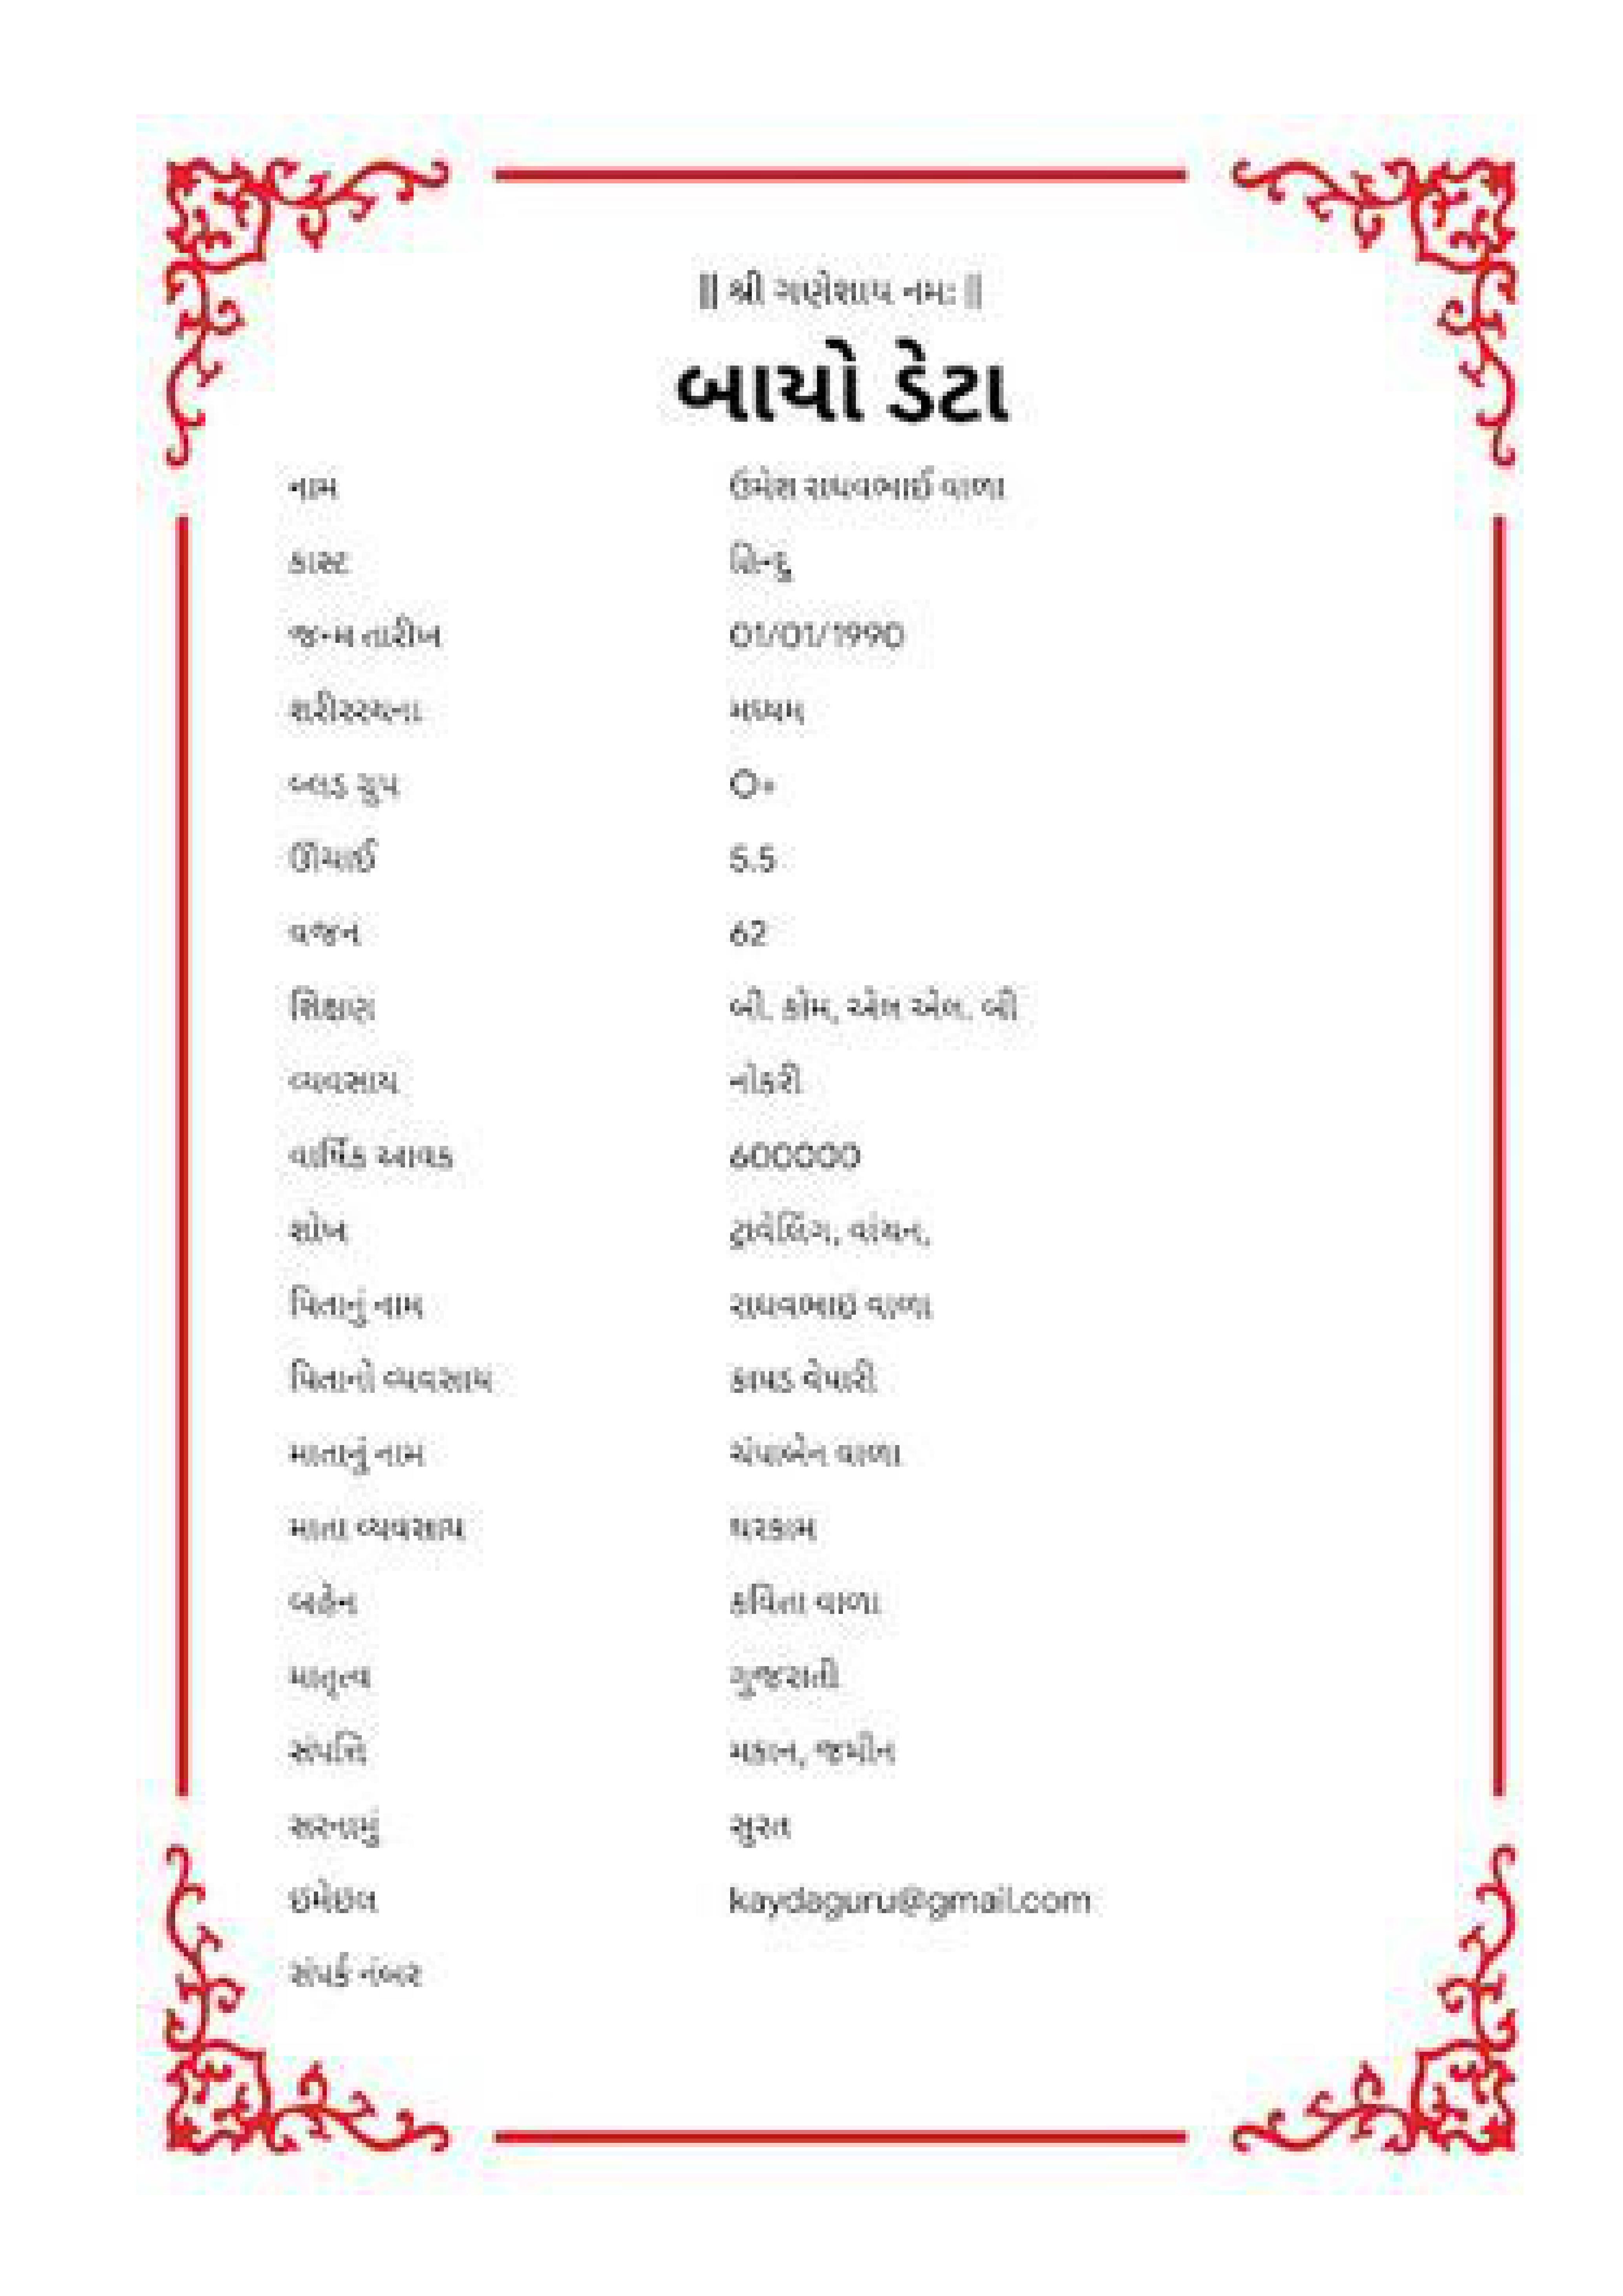 || શ્રી ગણેશાય નમઃ ||
બાયો ડેટા
નામ ઉમેશ રાઘવભાઈ વાળા
કાસ્ટ હિન્દુ
જન્મ તારીખ 01/01/1990
શરીરરચના મધ્યમ
બ્લડ ગ્રુપ O+
ઊંચાઈ 5.5
વજન 62
શિક્ષણ બી. કોમ, એલ એલ. બી
વ્યવસાય નોકરી
વાર્ષિક આવક 600000
શોખ ટ્રાવેલિંગ, વાંચન,
પિતાનું નામ રાઘવભાઇ વાળા
પિતાનો વ્યવસાય કાપડ વેપારી
માતાનું નામ ચંપાબેન વાળા
માતા વ્યવસાય ઘરકામ
બહેન કવિતા વાળા
માતૃત્વ ગુજરાતી
સંપત્તિ મકાન, જમીન
સરનામું સુરત
ઇમેઇલ kaydaguru@gmail.com
સંપર્ક નંબર